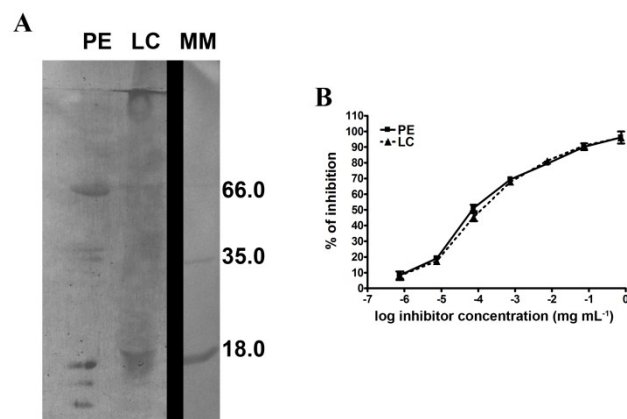 A
PE LC MM
66.0
35.0
18.0
B
PE
LC
% of inhibition
110
100
90
80
70
60
50
40
30
20
10
0
-7 -6 -5 -4 -3 -2 -1 0
log inhibitor concentration (mg mL⁻¹)